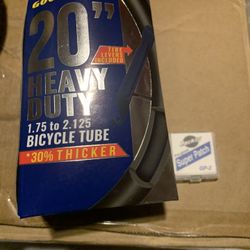 20"
TIRE
LEVERS
INCLUDED
HEAVY
DUTY
1.75 to 2.125
BICYCLE TUBE
*30% THICKER
Super Patch
GP-2